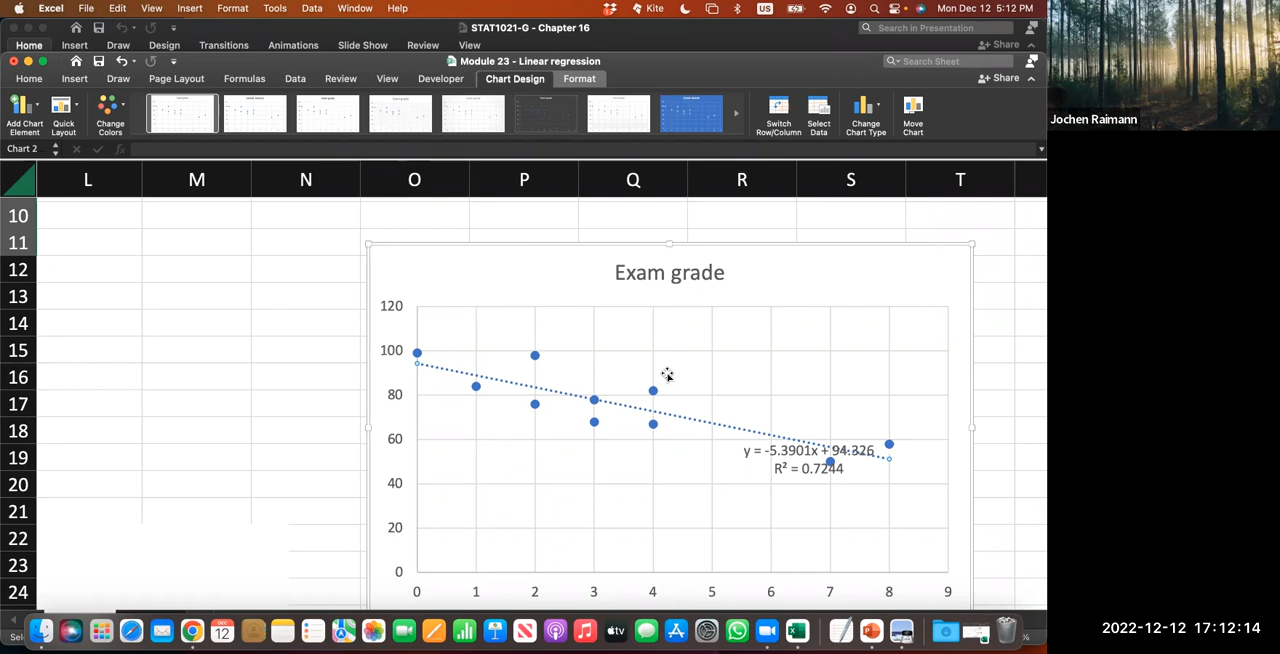 Excel File Edit View Insert Format Tools Data Window Help Kite US Mon Dec 12 5:12 PM
STAT1021-G - Chapter 16 Search in Presentation
Home Insert Draw Design Transitions Animations Slide Show Review View Share
Module 23 - Linear regression Search Sheet
Home Insert Draw Page Layout Formulas Data Review View Developer Chart Design Format Share
Add Chart Element Quick Layout Change Colors Switch Row/Column Select Data Change Chart Type Move Chart
Chart 2 fx
L M N O P Q R S T
10
11
12
13
14
15
16
17
18
19
20
21
22
23
24
Exam grade
120
100
80
60
40
20
0
0 1 2 3 4 5 6 7 8 9
y = -5.3901x + 94.326
R² = 0.7244
DEC 12
tv
Jochen Raimann
2022-12-12 17:12:14